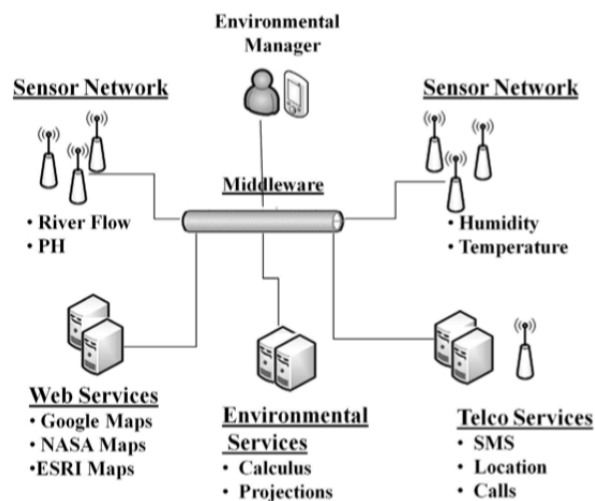 Environmental
Manager
Sensor Network
Sensor Network
Middleware
• River Flow
• PH
• Humidity
• Temperature
Web Services
• Google Maps
• NASA Maps
•ESRI Maps
Environmental
Services
• Calculus
• Projections
Telco Services
• SMS
• Location
• Calls